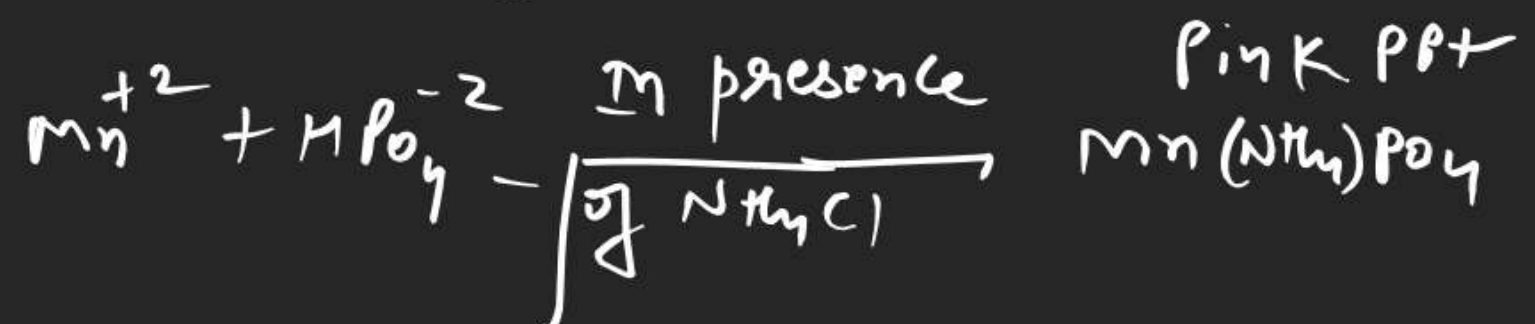 Pink ppt
Mn⁺² + HPO₄⁻² — In presence → Mn(NH₄)PO₄
of NH₄Cl